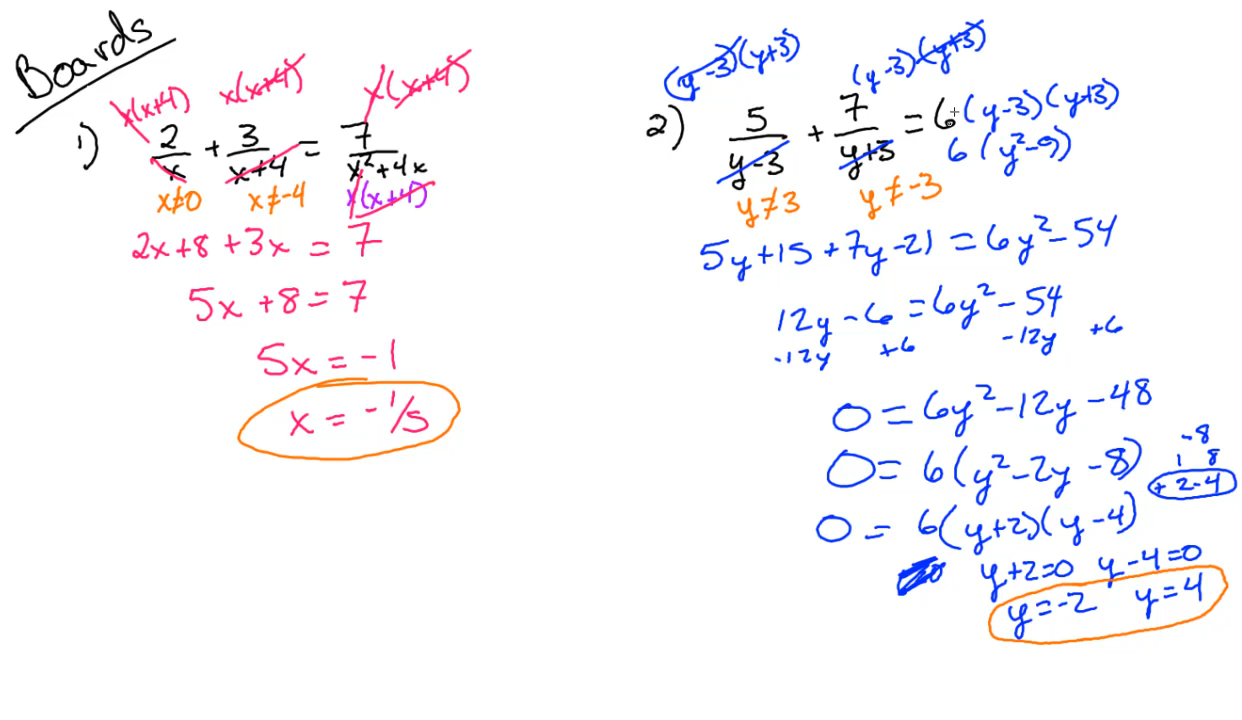 Boards
1) x(x+4) x(x+4) x(x+4)
2/x + 3/(x+4) = 7/(x²+4x)
x≠0 x≠-4 x(x+4)
2x+8 +3x = 7
5x +8 = 7
5x = -1
x = -1/5
2) (y-3)(y+3) (y-3)(y+3)
5/(y-3) + 7/(y+3) = 6 (y-3)(y+3)
6(y²-9)
y≠3 y≠-3
5y+15 +7y-21 = 6y²-54
12y -6 = 6y² -54
-12y +6 -12y +6
0 = 6y² -12y -48
0 = 6(y² -2y -8)
-8
1 8
+2-4
0 = 6(y+2)(y-4)
y+2=0 y-4=0
y=-2 y=4